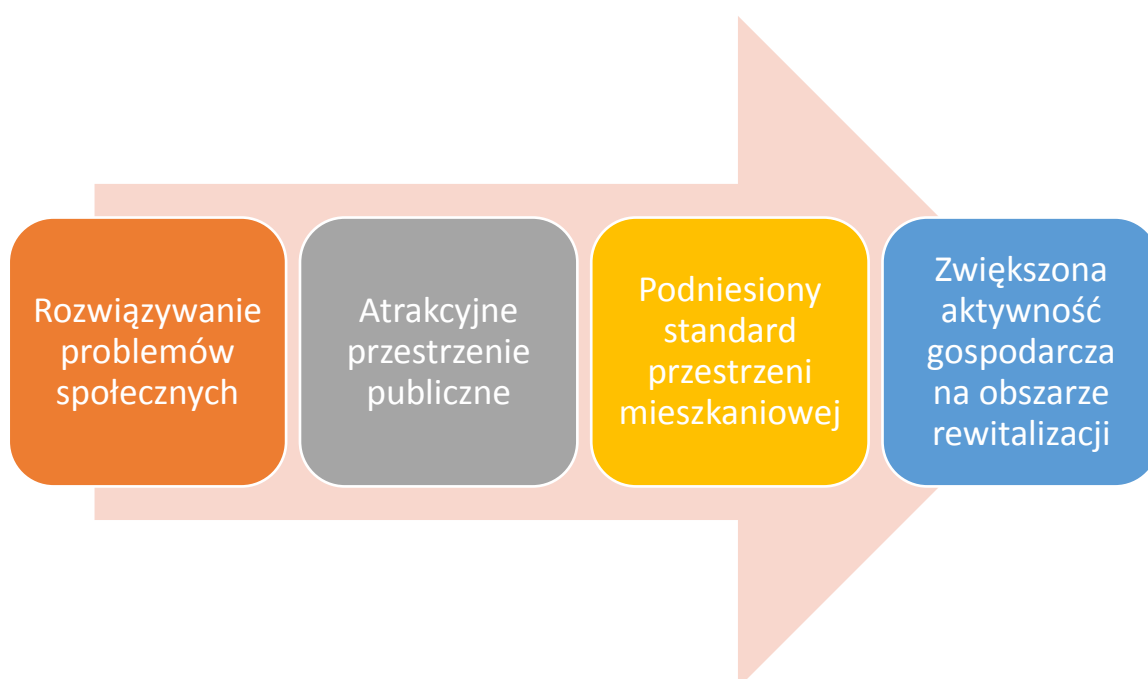 Rozwiązywanie
problemów
społecznych
Atrakcyjne
przestrzenie
publiczne
Podniesiony
standard
przestrzeni
mieszkaniowej
Zwiększona
aktywność
gospodarcza
na obszarze
rewitalizacji